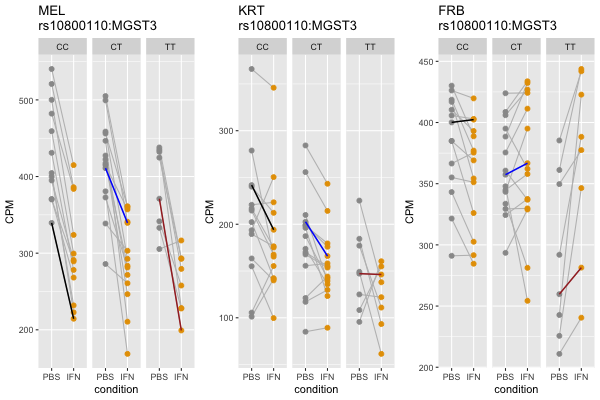 MEL
rs10800110:MGST3
CC CT TT
CPM
500
400
300
200
PBS IFN PBS IFN PBS IFN
condition
KRT
rs10800110:MGST3
CC CT TT
CPM
300
200
100
PBS IFN PBS IFN PBS IFN
condition
FRB
rs10800110:MGST3
CC CT TT
CPM
450
400
350
300
250
200
PBS IFN PBS IFN PBS IFN
condition